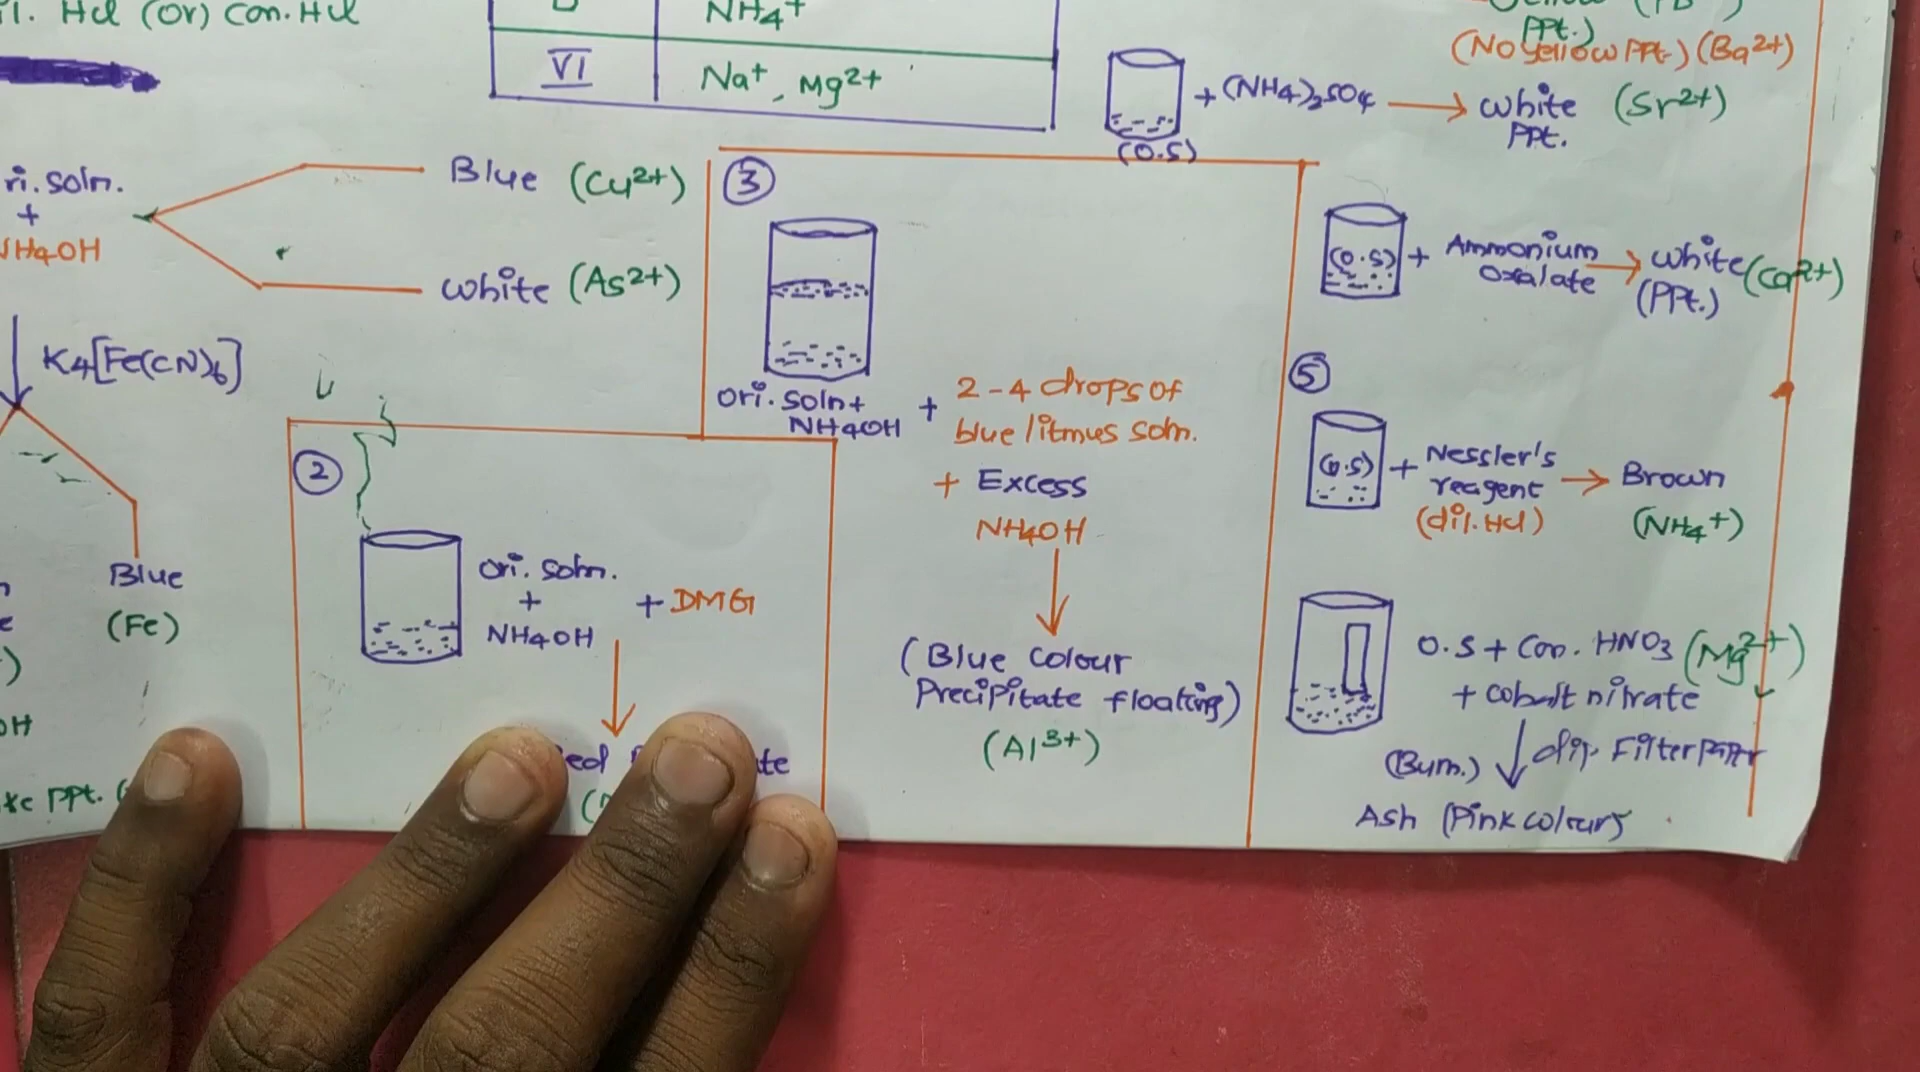 il. Hcl (or) Con. Hcl
NH4+
VI
Na+, Mg2+
PPt.)
(No yellow PPt.) (Ba2+)
+ (NH4)2SO4 → white (Sr2+)
PPt.
(O.S)
ri. soln.
+
NH4OH
Blue (Cu2+)
white (As2+)
K4[Fe(CN)6]
Blue
(Fe)
OH
PPt.
2
ori. soln.
+
NH4OH
+ DMG
3
ori. soln +
NH4OH
+ 2-4 drops of
blue litmus soln.
+ Excess
NH4OH
(Blue colour
Precipitate floating)
(Al3+)
(O.S) + Ammonium
oxalate → white (Ca2+)
(PPt.)
5
(O.S) + Nessler's
reagent → Brown
(dil. Hcl) (NH4+)
O.S + Con. HNO3 (Mg2+)
+ cobalt nitrate
(Burn.) dip. Filter paper
Ash (Pink colour)